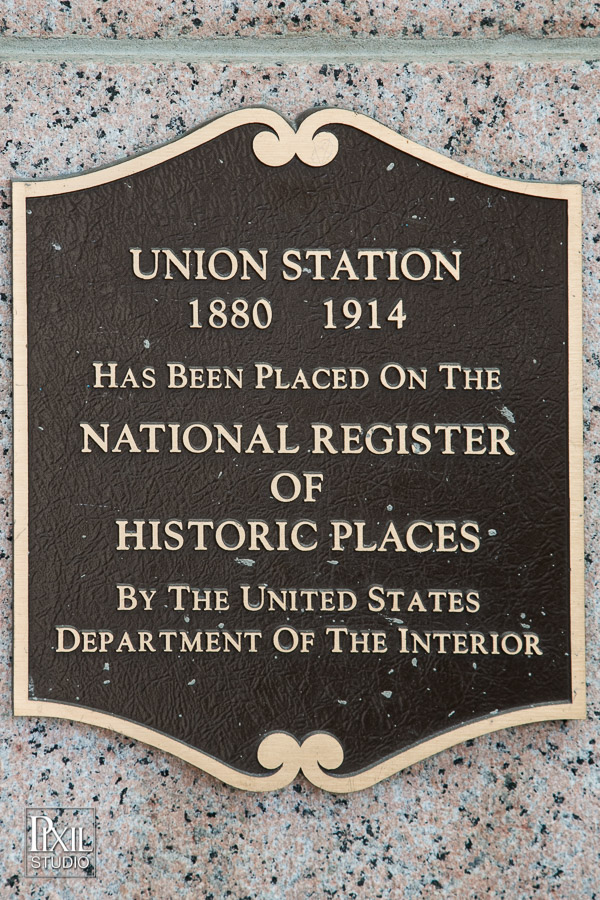 UNION STATION
1880 1914
HAS BEEN PLACED ON THE
NATIONAL REGISTER
OF
HISTORIC PLACES
BY THE UNITED STATES
DEPARTMENT OF THE INTERIOR
PIXIL
STUDIO